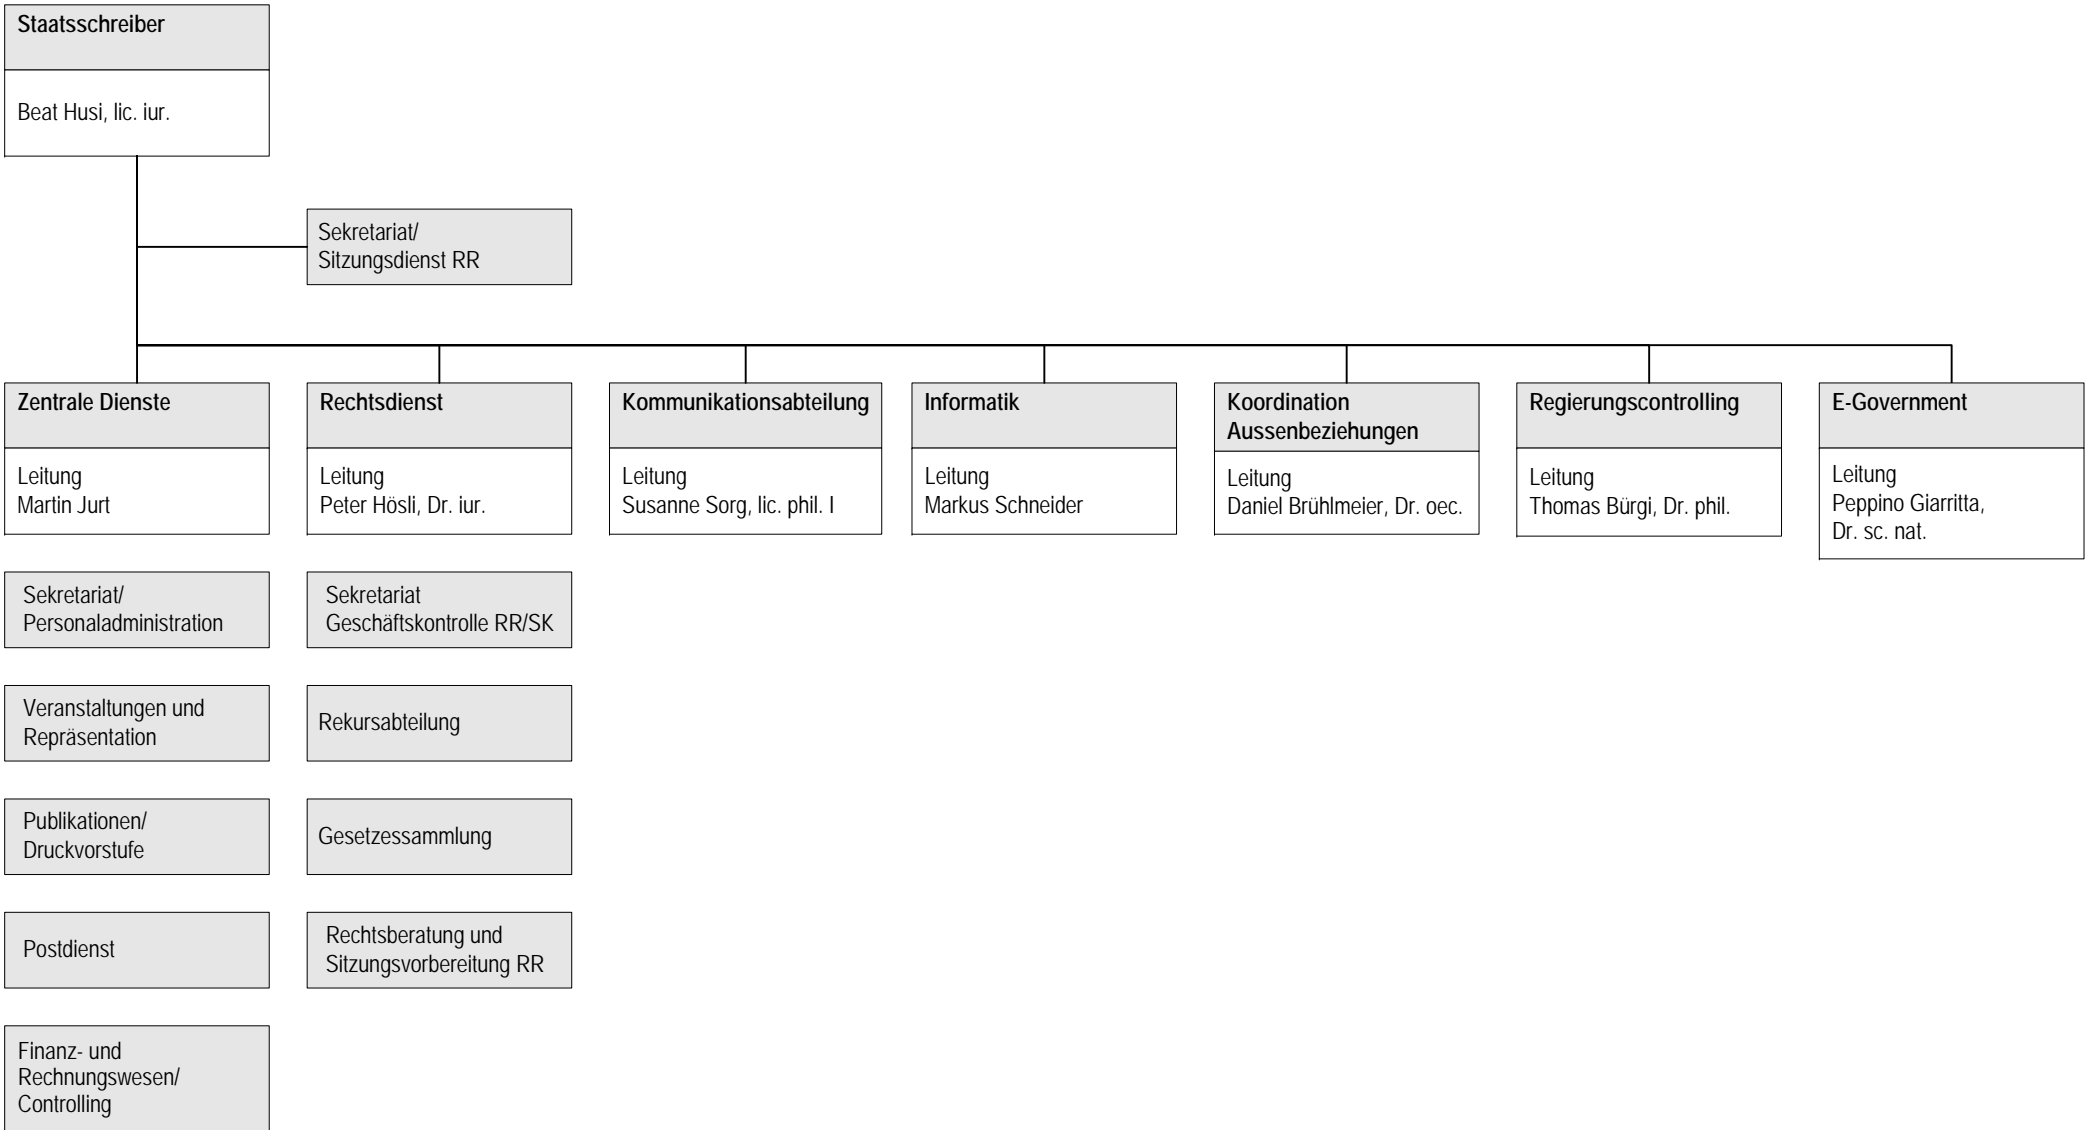 Staatsschreiber
Beat Husi, lic. iur.
Sekretariat/
Sitzungsdienst RR
Zentrale Dienste
Leitung
Martin Jurt
Rechtsdienst
Leitung
Peter Hösli, Dr. iur.
Kommunikationsabteilung
Leitung
Susanne Sorg, lic. phil. I
Informatik
Leitung
Markus Schneider
Koordination
Aussenbeziehungen
Leitung
Daniel Brühlmeier, Dr. oec.
Regierungscontrolling
Leitung
Thomas Bürgi, Dr. phil.
E-Government
Leitung
Peppino Giarritta,
Dr. sc. nat.
Sekretariat/
Personaladministration
Veranstaltungen und
Repräsentation
Publikationen/
Druckvorstufe
Postdienst
Finanz- und
Rechnungswesen/
Controlling
Sekretariat
Geschäftskontrolle RR/SK
Rekursabteilung
Gesetzessammlung
Rechtsberatung und
Sitzungsvorbereitung RR